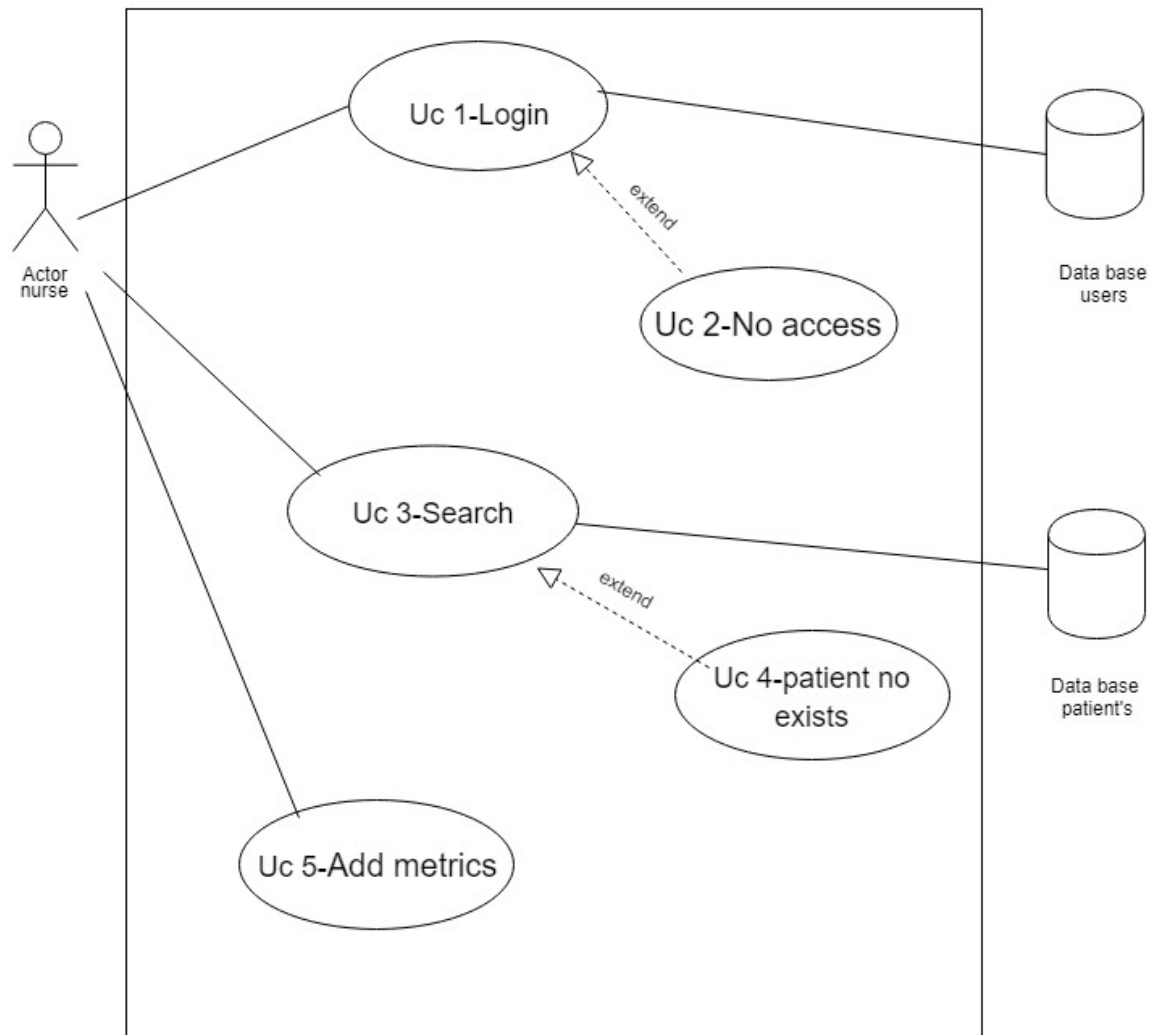 Uc 1-Login
extend
Actor
nurse
Data base
users
Uc 2-No access
Uc 3-Search
extend
Uc 4-patient no
exists
Data base
patient's
Uc 5-Add metrics